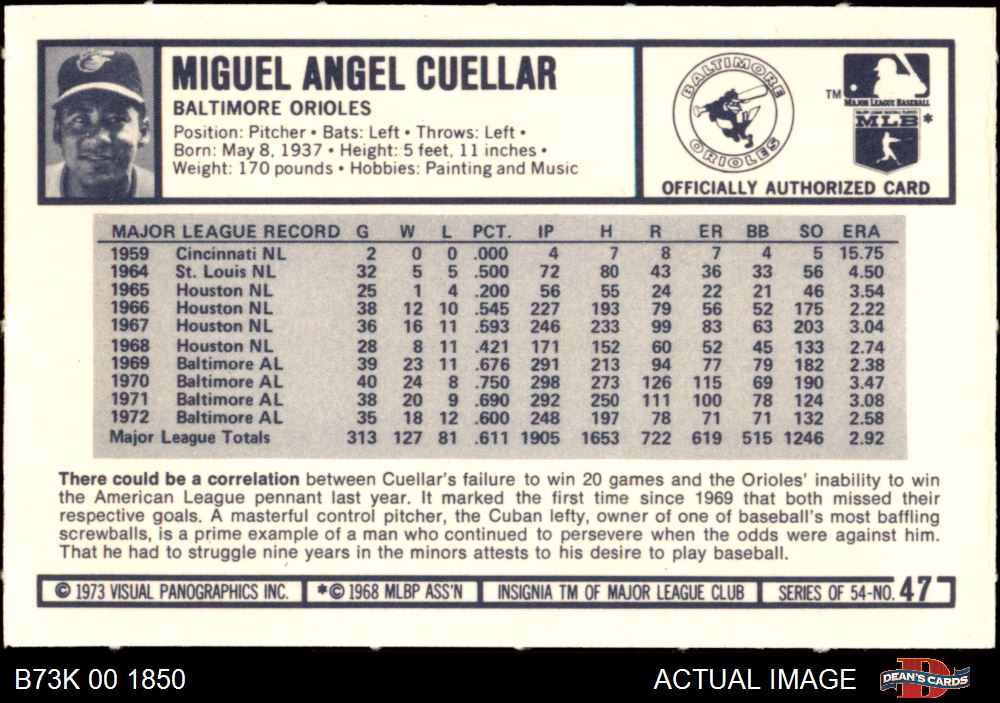 MIGUEL ANGEL CUELLAR
BALTIMORE ORIOLES
Position: Pitcher • Bats: Left • Throws: Left •
Born: May 8, 1937 • Height: 5 feet, 11 inches •
Weight: 170 pounds • Hobbies: Painting and Music
BALTIMORE
ORIOLES
TM
MAJOR LEAGUE BASEBALL
MAJOR LEAGUE BASEBALL PLAYERS
MLB *
OFFICIALLY AUTHORIZED CARD
MAJOR LEAGUE RECORD G W L PCT. IP H R ER BB SO ERA
1959 Cincinnati NL 2 0 0 .000 4 7 8 7 4 5 15.75
1964 St. Louis NL 32 5 5 .500 72 80 43 36 33 56 4.50
1965 Houston NL 25 1 4 .200 56 55 24 22 21 46 3.54
1966 Houston NL 38 12 10 .545 227 193 79 56 52 175 2.22
1967 Houston NL 36 16 11 .593 246 233 99 83 63 203 3.04
1968 Houston NL 28 8 11 .421 171 152 60 52 45 133 2.74
1969 Baltimore AL 39 23 11 .676 291 213 94 77 79 182 2.38
1970 Baltimore AL 40 24 8 .750 298 273 126 115 69 190 3.47
1971 Baltimore AL 38 20 9 .690 292 250 111 100 78 124 3.08
1972 Baltimore AL 35 18 12 .600 248 197 78 71 71 132 2.58
Major League Totals 313 127 81 .611 1905 1653 722 619 515 1246 2.92
There could be a correlation between Cuellar's failure to win 20 games and the Orioles' inability to win
the American League pennant last year. It marked the first time since 1969 that both missed their
respective goals. A masterful control pitcher, the Cuban lefty, owner of one of baseball's most baffling
screwballs, is a prime example of a man who continued to persevere when the odds were against him.
That he had to struggle nine years in the minors attests to his desire to play baseball.
© 1973 VISUAL PANOGRAPHICS INC. *© 1968 MLBP ASS'N INSIGNIA TM OF MAJOR LEAGUE CLUB SERIES OF 54-NO. 47
B73K 00 1850
ACTUAL IMAGE
D
DEAN'S CARDS